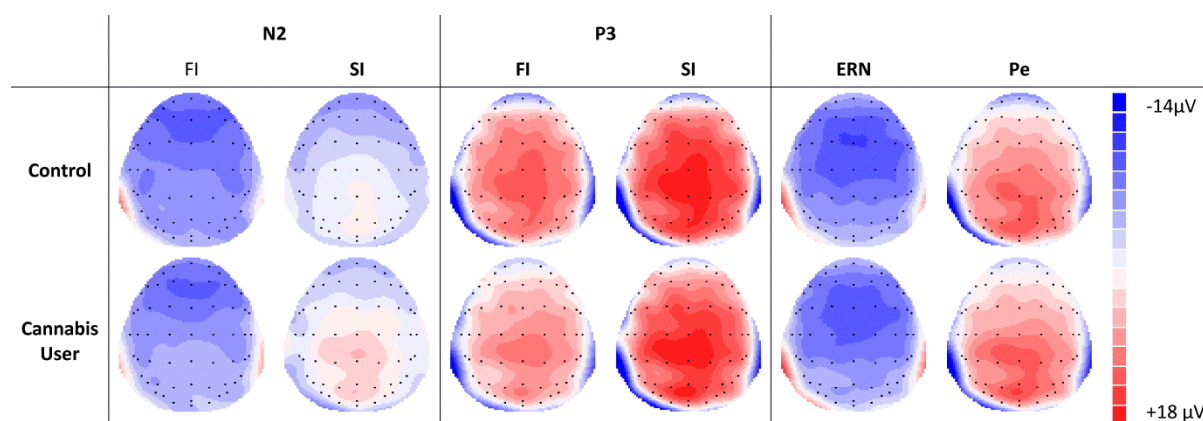 N2 P3
FI SI FI SI ERN Pe
-14µV
Control
Cannabis
User
+18 µV